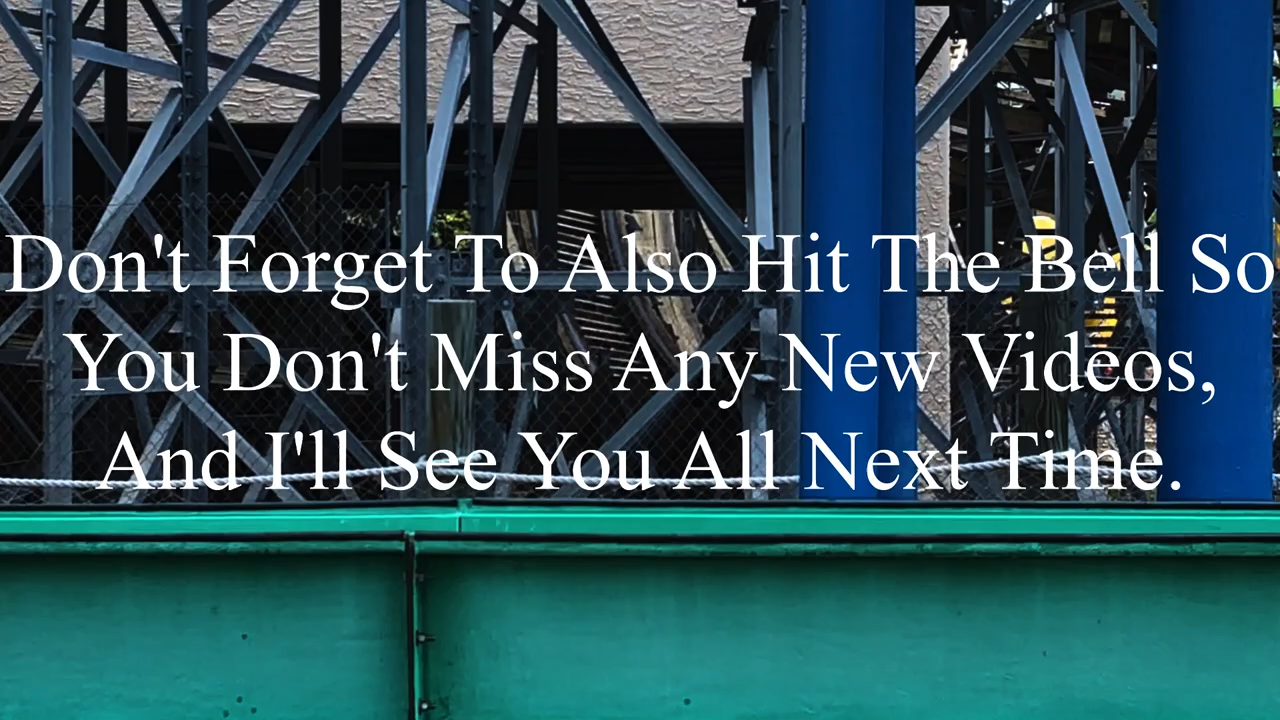 Don't Forget To Also Hit The Bell So
You Don't Miss Any New Videos,
And I'll See You All Next Time.